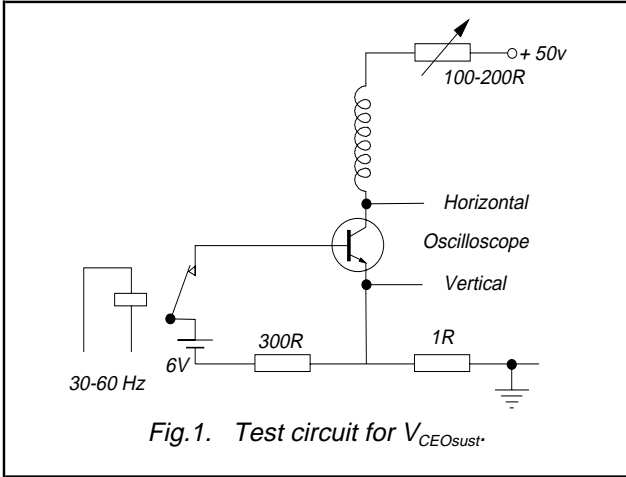 + 50v
100-200R
Horizontal
Oscilloscope
Vertical
300R
1R
6V
30-60 Hz
Fig.1. Test circuit for VCEOsust.